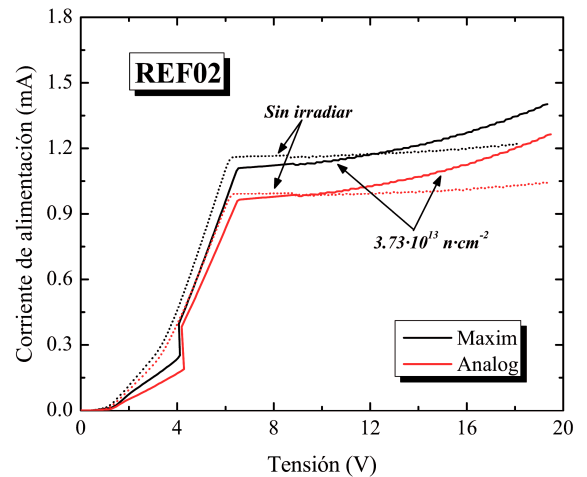 REF02
Sin irradiar
3.73·10¹³ n·cm⁻²
Maxim
Analog
Corriente de alimentación (mA)
1.8
1.5
1.2
0.9
0.6
0.3
0.0
0 4 8 12 16 20
Tensión (V)